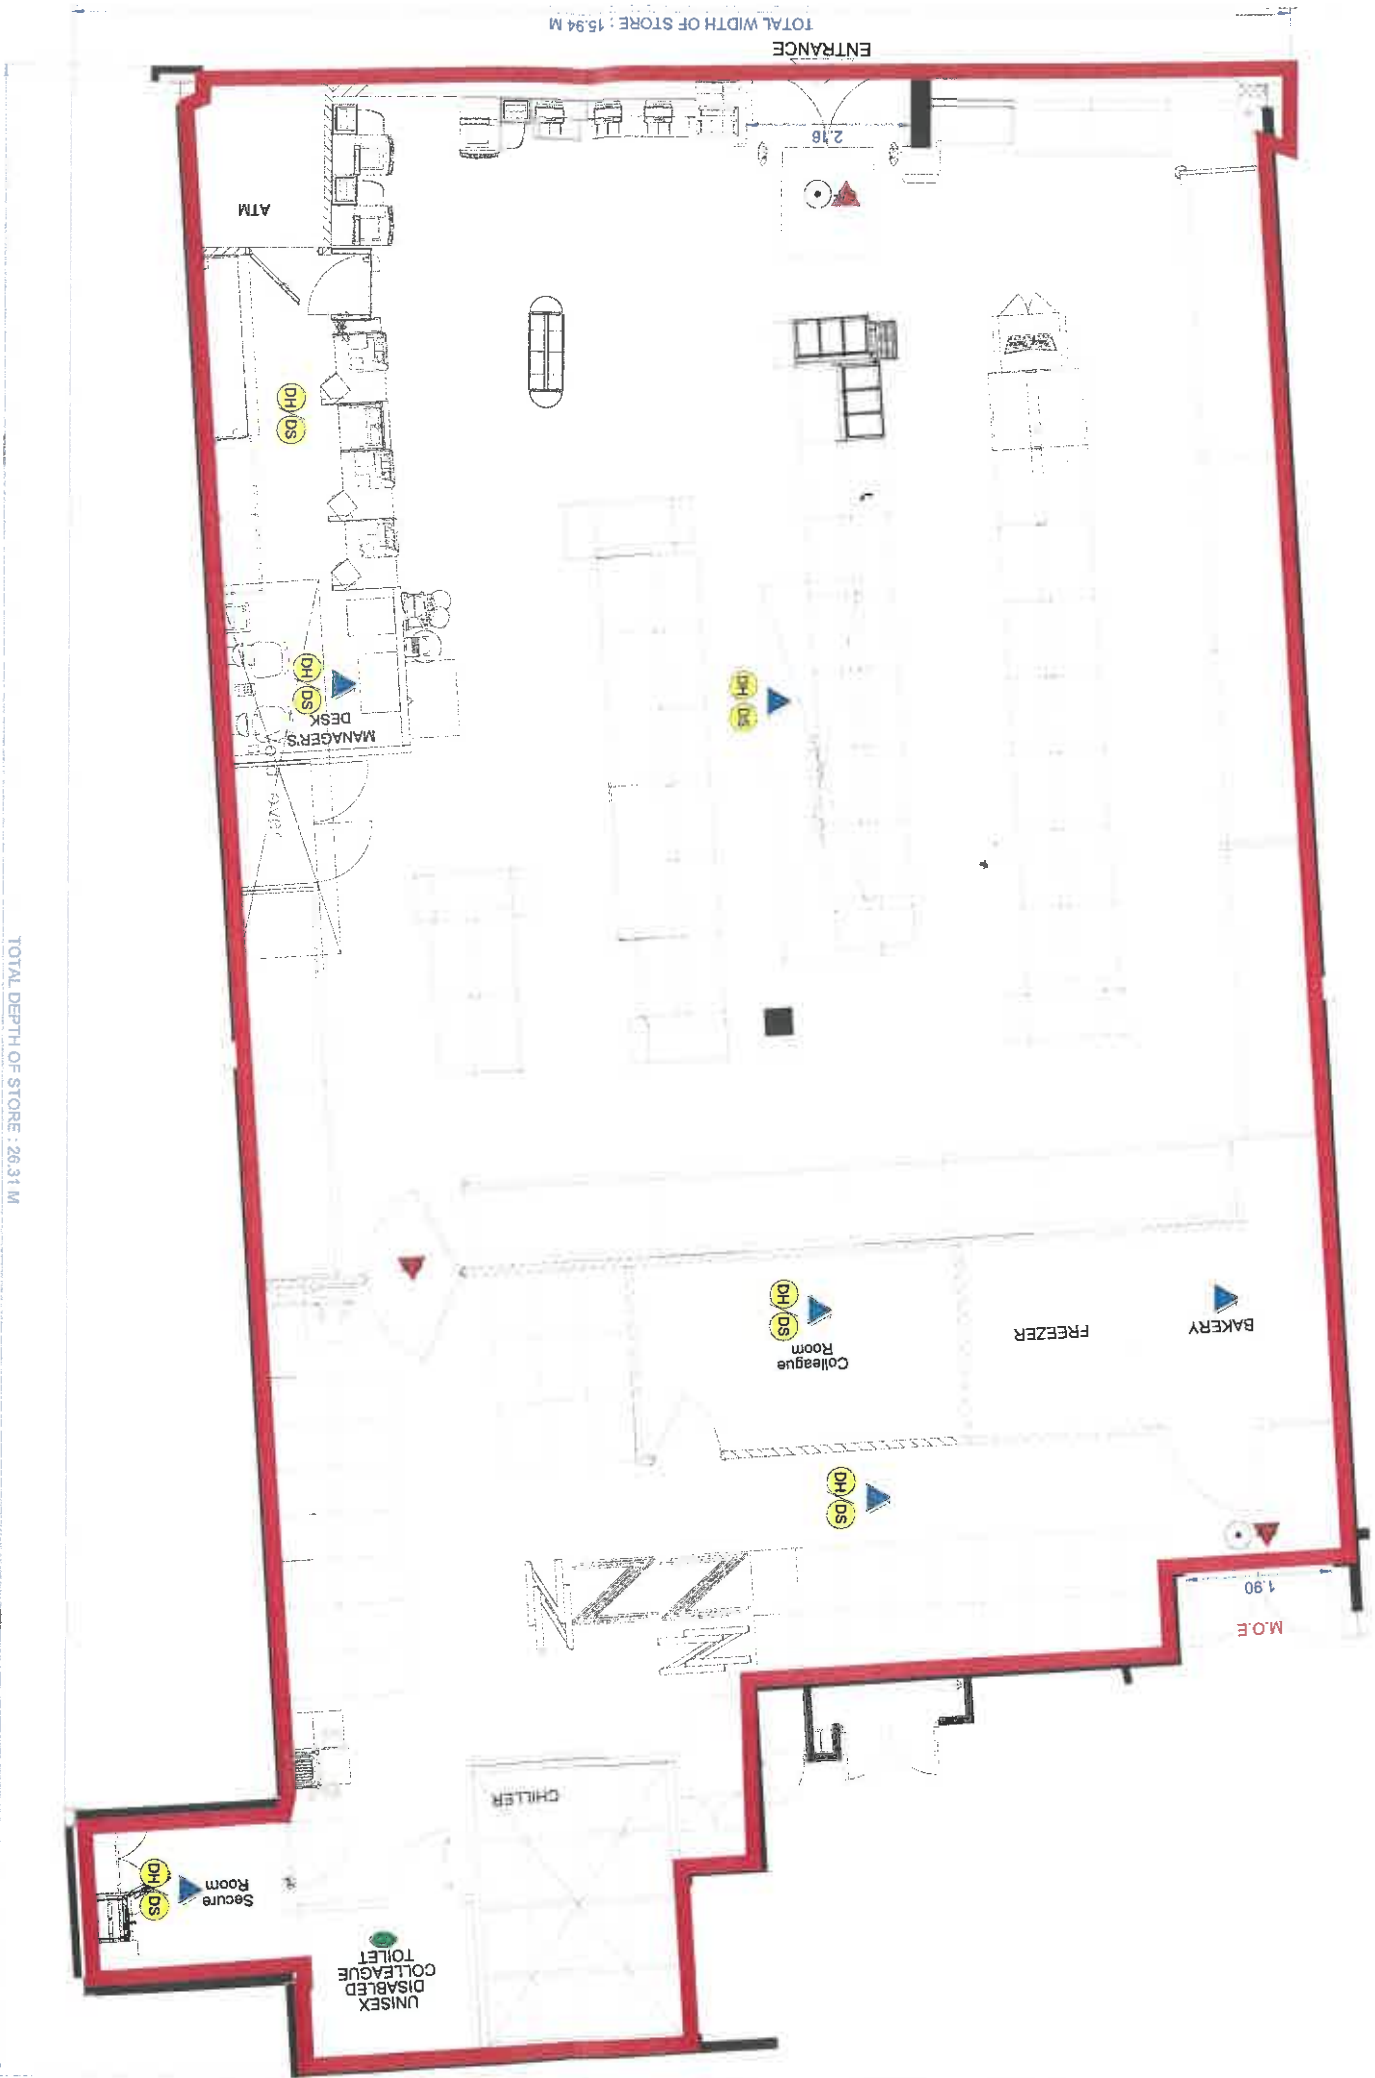 TOTAL WIDTH OF STORE : 15.94 M
ENTRANCE
2.16
ATM
DH/DS
DH/DS
MANAGER'S
DESK
DH DS
TOTAL DEPTH OF STORE : 26.31 M
DH/DS
Colleague
Room
FREEZER
BAKERY
DH/DS
1.90
M.O.E
CHILLER
Secure
Room
DH/DS
UNISEX
DISABLED
COLLEAGUE
TOILET